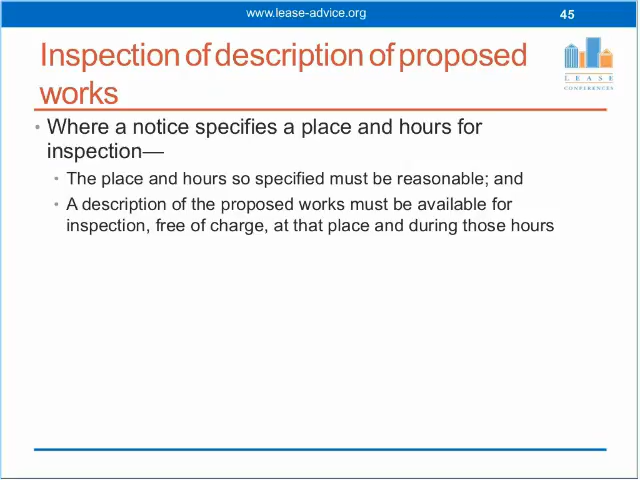 www.lease-advice.org
45
Inspection of description of proposed
works
L E A S E
CONFERENCES
• Where a notice specifies a place and hours for
inspection—
• The place and hours so specified must be reasonable; and
• A description of the proposed works must be available for
inspection, free of charge, at that place and during those hours